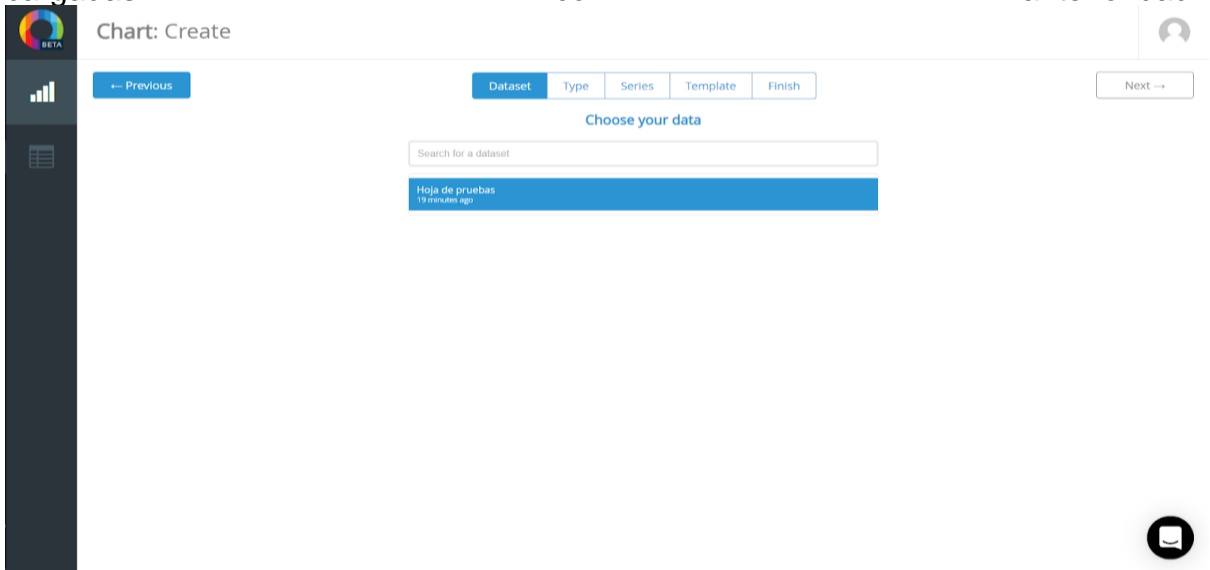 BETA
Chart: Create
← Previous
Dataset
Type
Series
Template
Finish
Next →
Choose your data
Search for a dataset
Hoja de pruebas
19 minutes ago